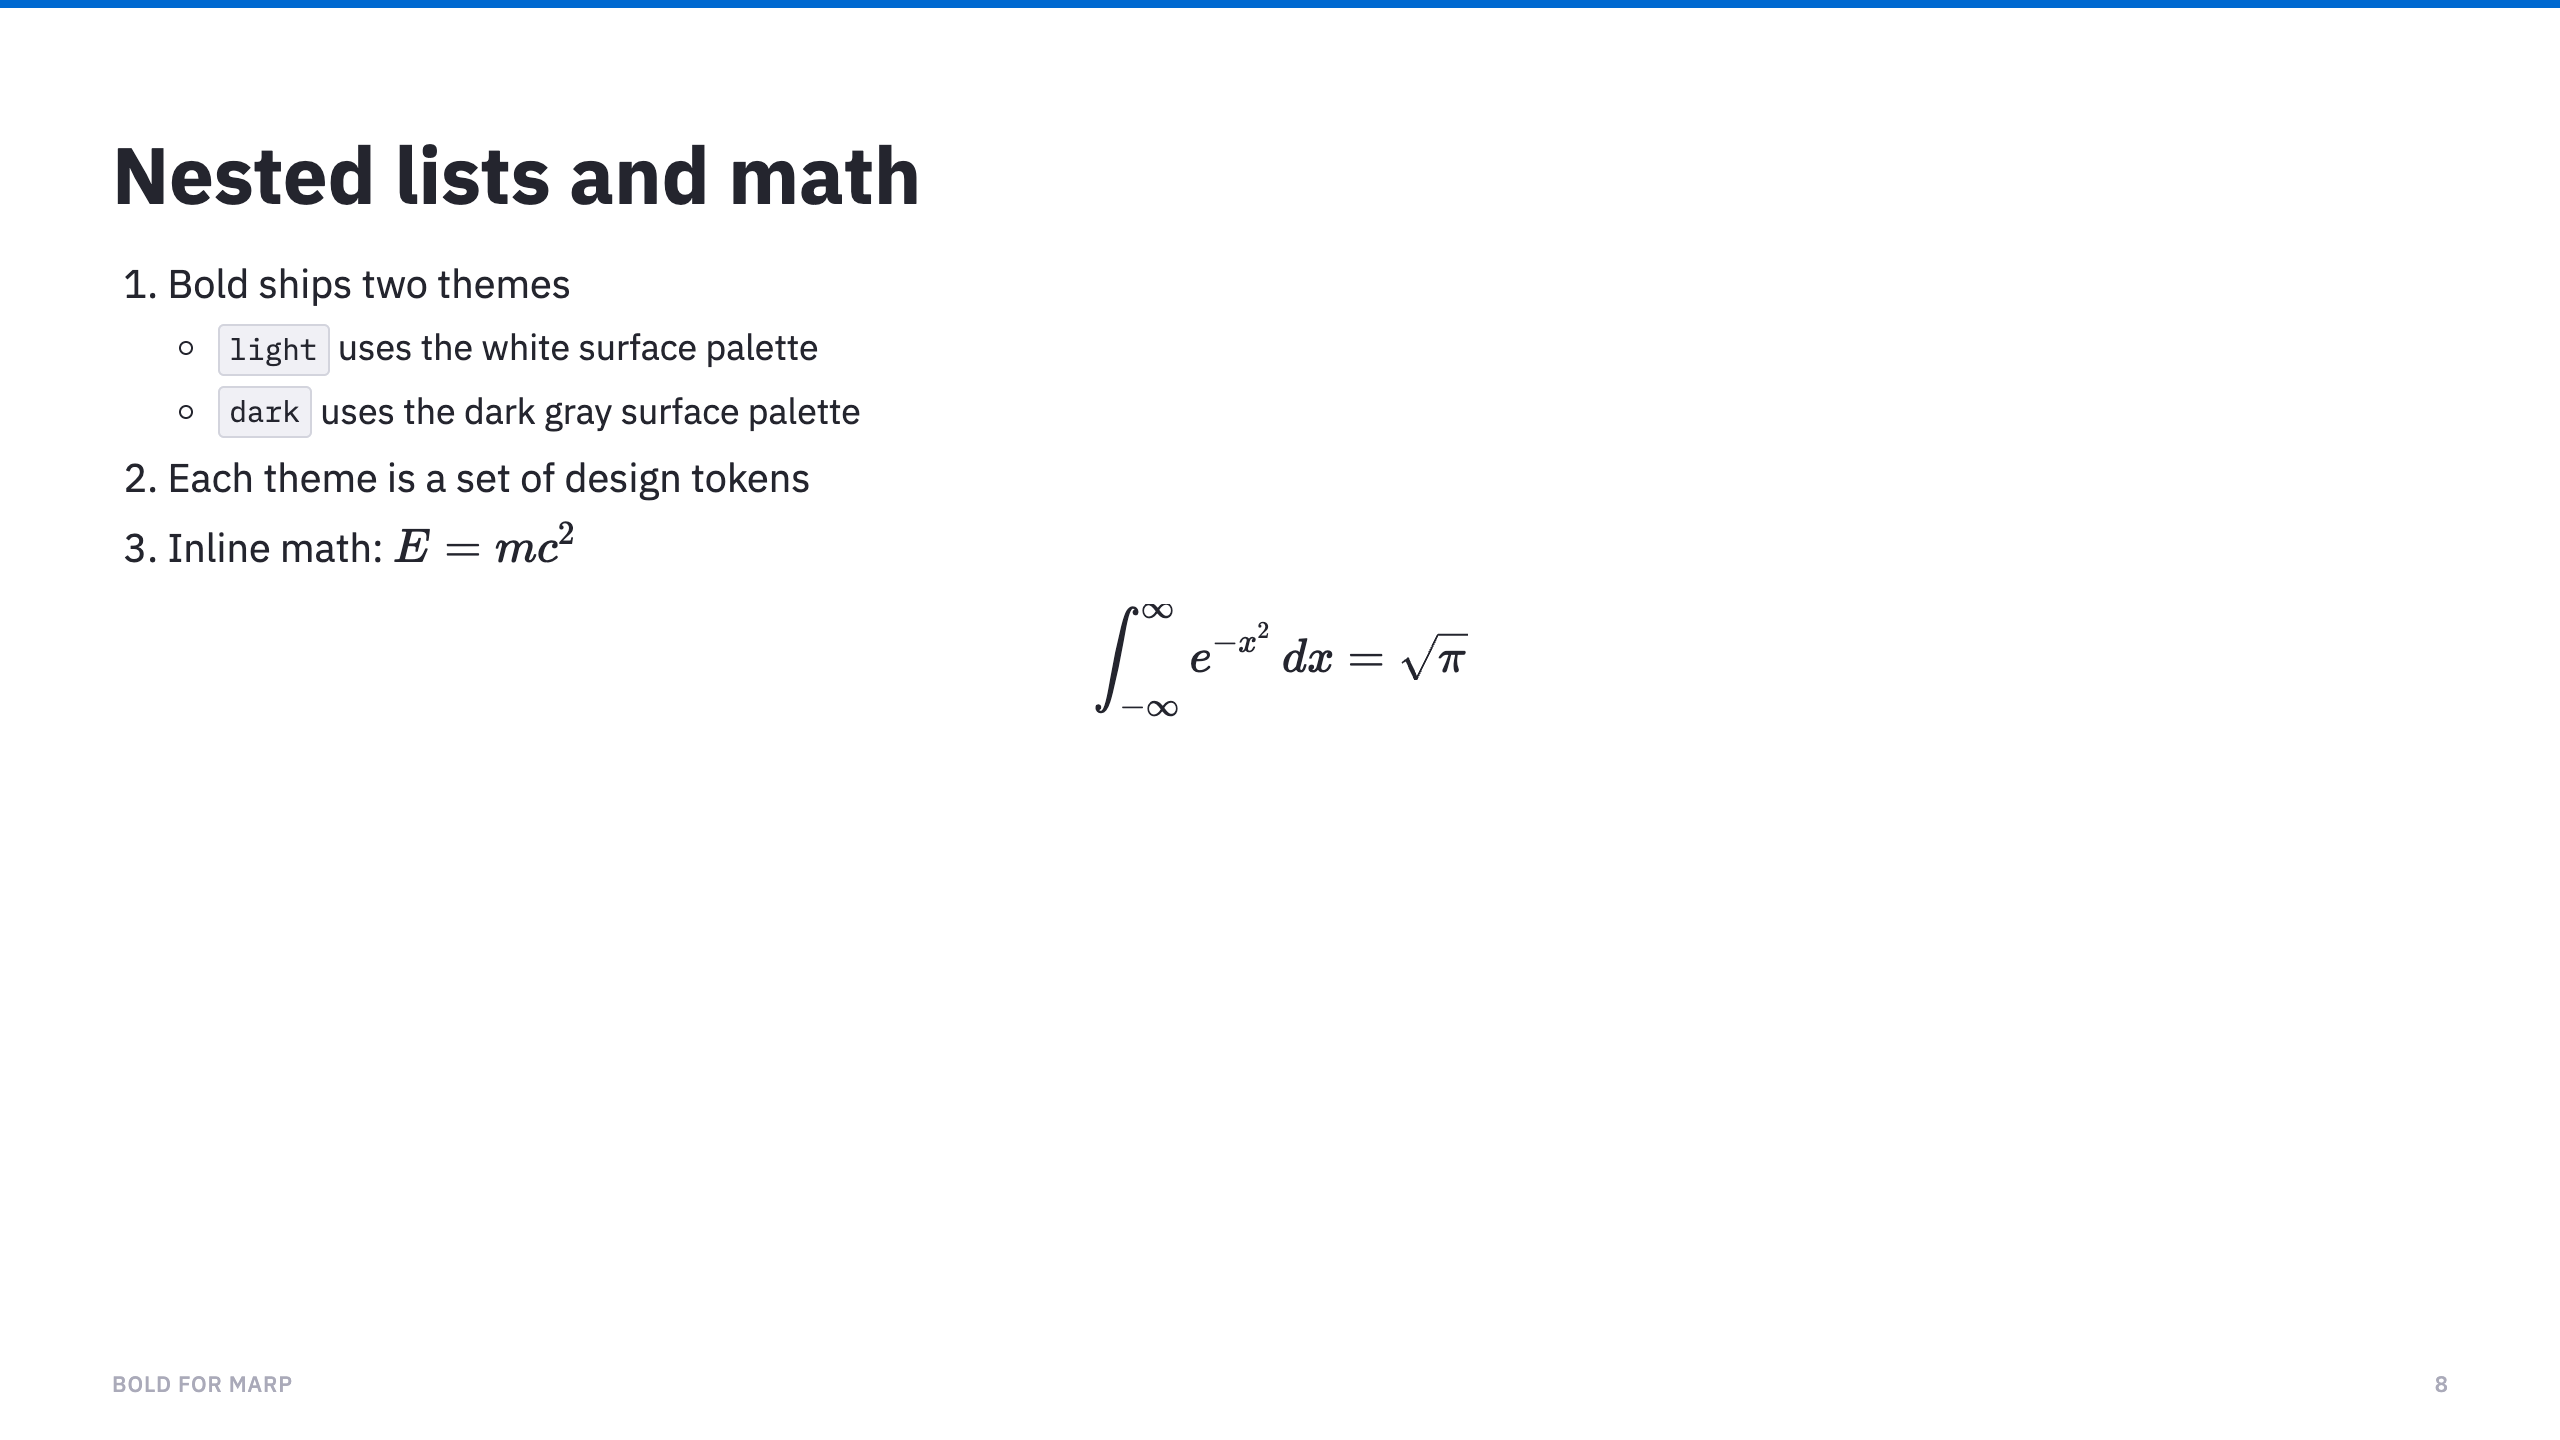 Nested lists and math
1. Bold ships two themes
light uses the white surface palette
dark uses the dark gray surface palette
2. Each theme is a set of design tokens
3. Inline math: E = mc²
∫_{-∞}^{∞} e^{-x²} dx = √π
BOLD FOR MARP
8